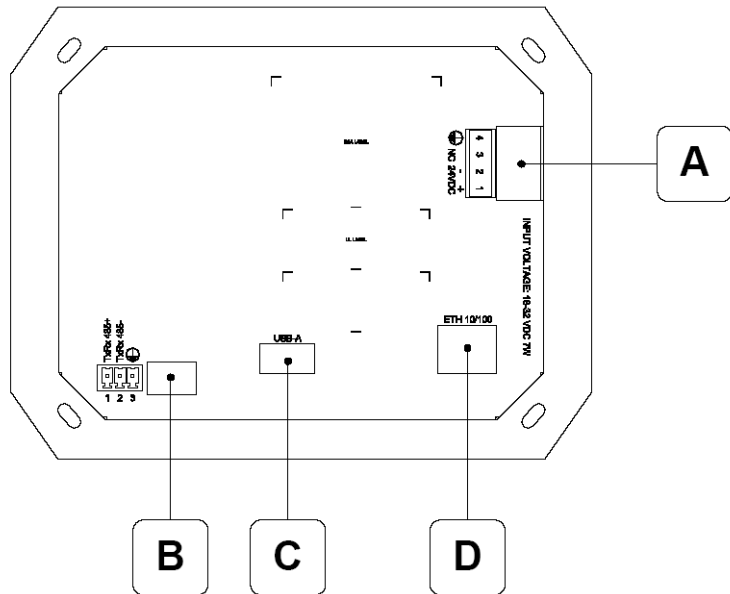 4
3
2
1
NC 24VDC
-
+
A
INPUT VOLTAGE: 18-32 VDC 7W
ETH 10/100
USB-A
TxRx 485+
TxRx 485-
1 2 3
B
C
D